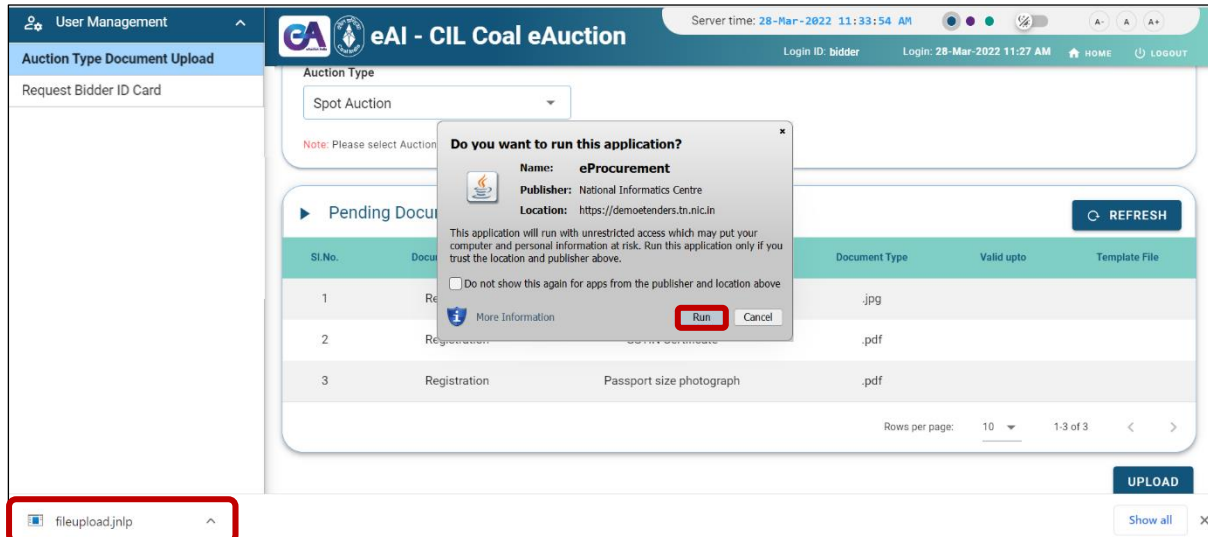 User Management
Auction Type Document Upload
Request Bidder ID Card
eAI - CIL Coal eAuction
Server time: 28-Mar-2022 11:33:54 AM
A- A A+
Login ID: bidder Login: 28-Mar-2022 11:27 AM HOME LOGOUT
Auction Type
Spot Auction
Note: Please select Auction
Do you want to run this application?
Name: eProcurement
Publisher: National Informatics Centre
Location: https://demoetenders.tn.nic.in
This application will run with unrestricted access which may put your
computer and personal information at risk. Run this application only if you
trust the location and publisher above.
Do not show this again for apps from the publisher and location above
More Information Run Cancel
Pending Docu
REFRESH
Sl.No. Docu Document Type Valid upto Template File
1 Re .jpg
2 Registration .pdf
3 Registration Passport size photograph .pdf
Rows per page: 10 1-3 of 3
UPLOAD
fileupload.jnlp
Show all